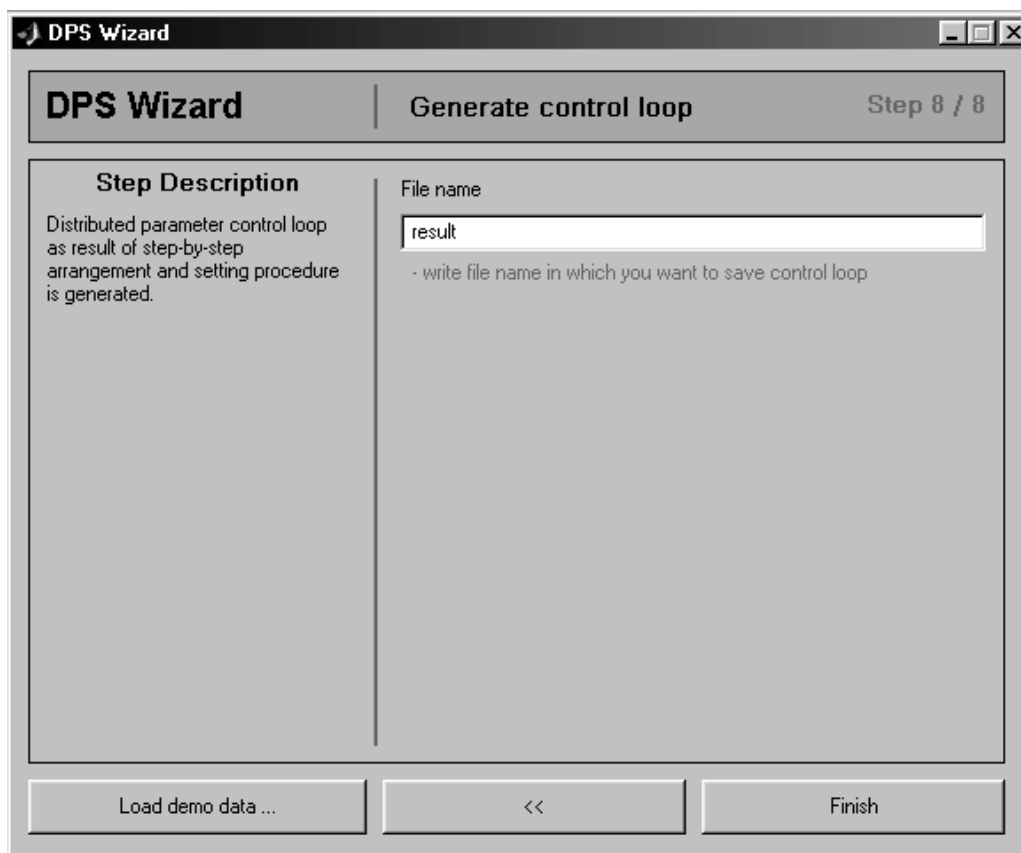 DPS Wizard
DPS Wizard
Generate control loop
Step 8 / 8
Step Description
Distributed parameter control loop
as result of step-by-step
arrangement and setting procedure
is generated.
File name
result
- write file name in which you want to save control loop
Load demo data ...
<<
Finish